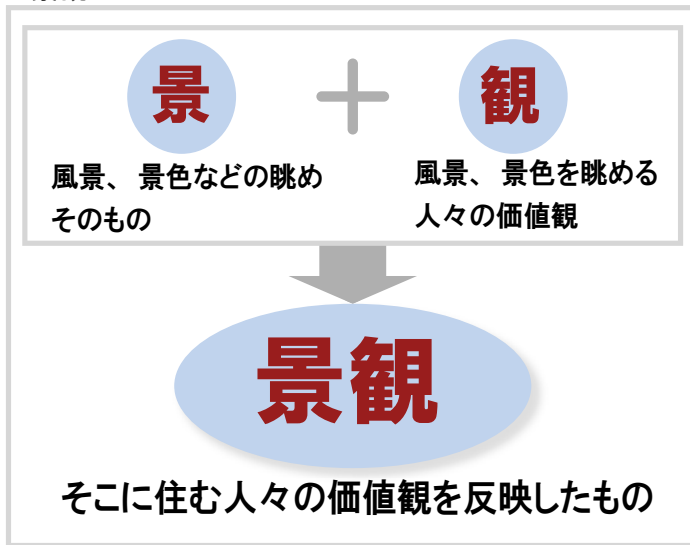 景 + 観
風景、景色などの眺め
そのもの
風景、景色を眺める
人々の価値観
景観
そこに住む人々の価値観を反映したもの